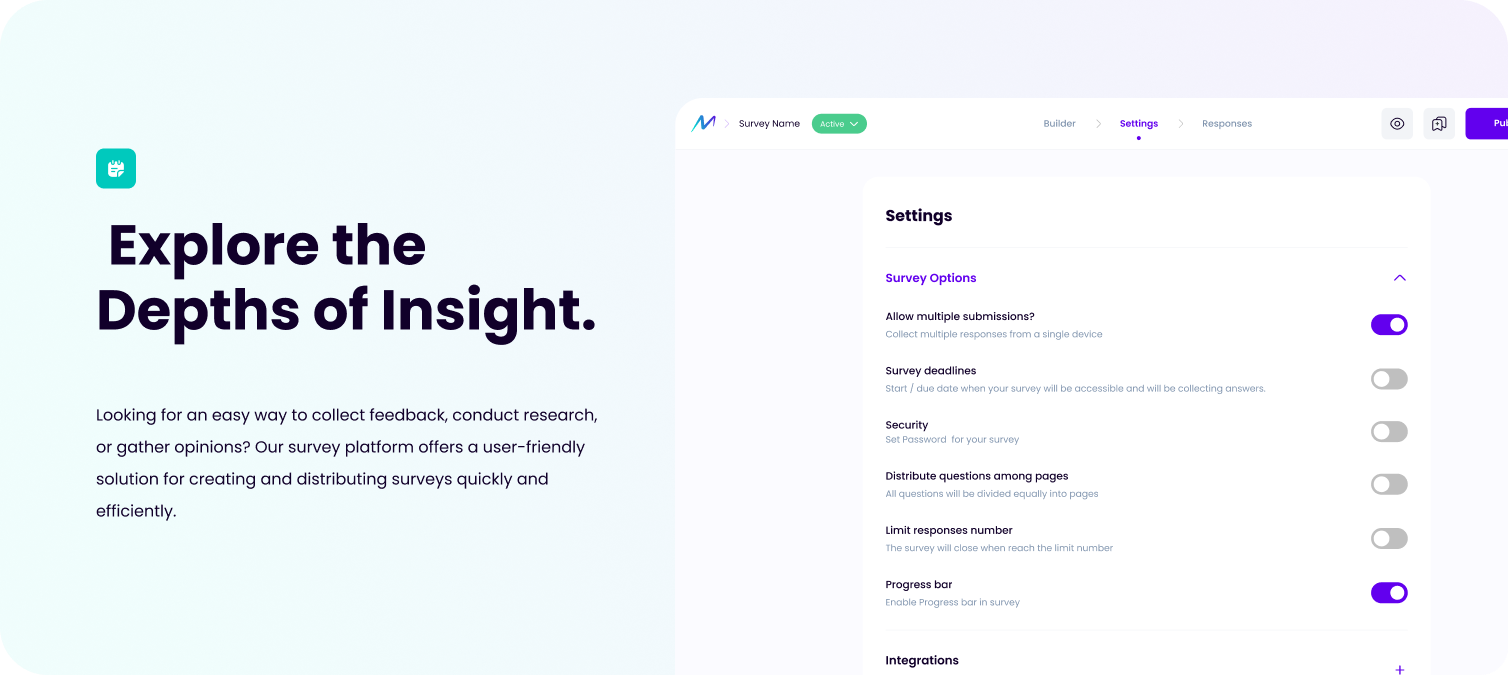 Explore the
Depths of Insight.
Looking for an easy way to collect feedback, conduct research,
or gather opinions? Our survey platform offers a user-friendly
solution for creating and distributing surveys quickly and
efficiently.
Survey Name
Active
Builder
Settings
Responses
Pub
Settings
Survey Options
Allow multiple submissions?
Collect multiple responses from a single device
Survey deadlines
Start / due date when your survey will be accessible and will be collecting answers.
Security
Set Password for your survey
Distribute questions among pages
All questions will be divided equally into pages
Limit responses number
The survey will close when reach the limit number
Progress bar
Enable Progress bar in survey
Integrations